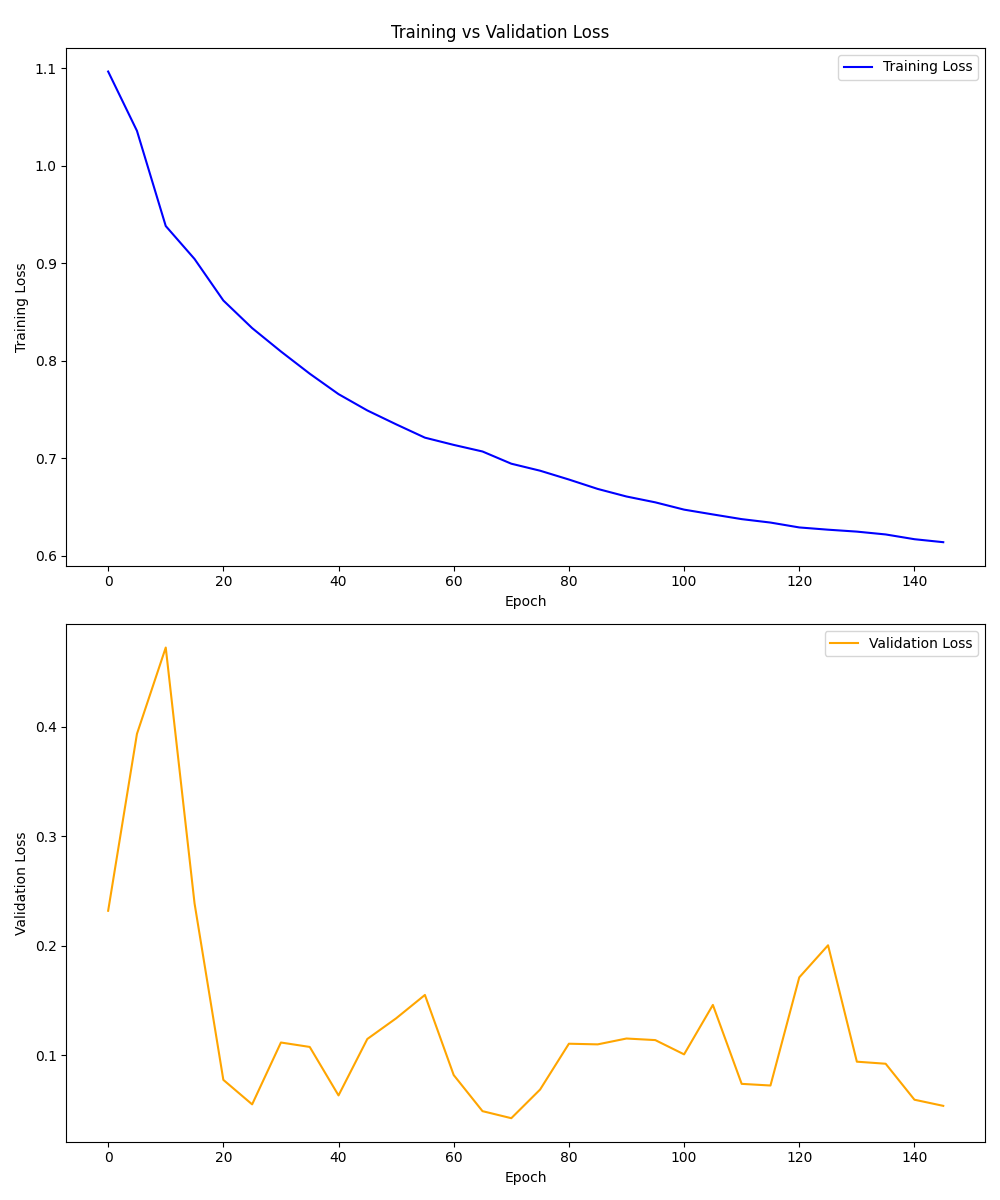 Training vs Validation Loss
Training Loss
1.1
1.0
0.9
0.8
0.7
0.6
Training Loss
0 20 40 60 80 100 120 140
Epoch
Validation Loss
0.4
0.3
0.2
0.1
Validation Loss
0 20 40 60 80 100 120 140
Epoch